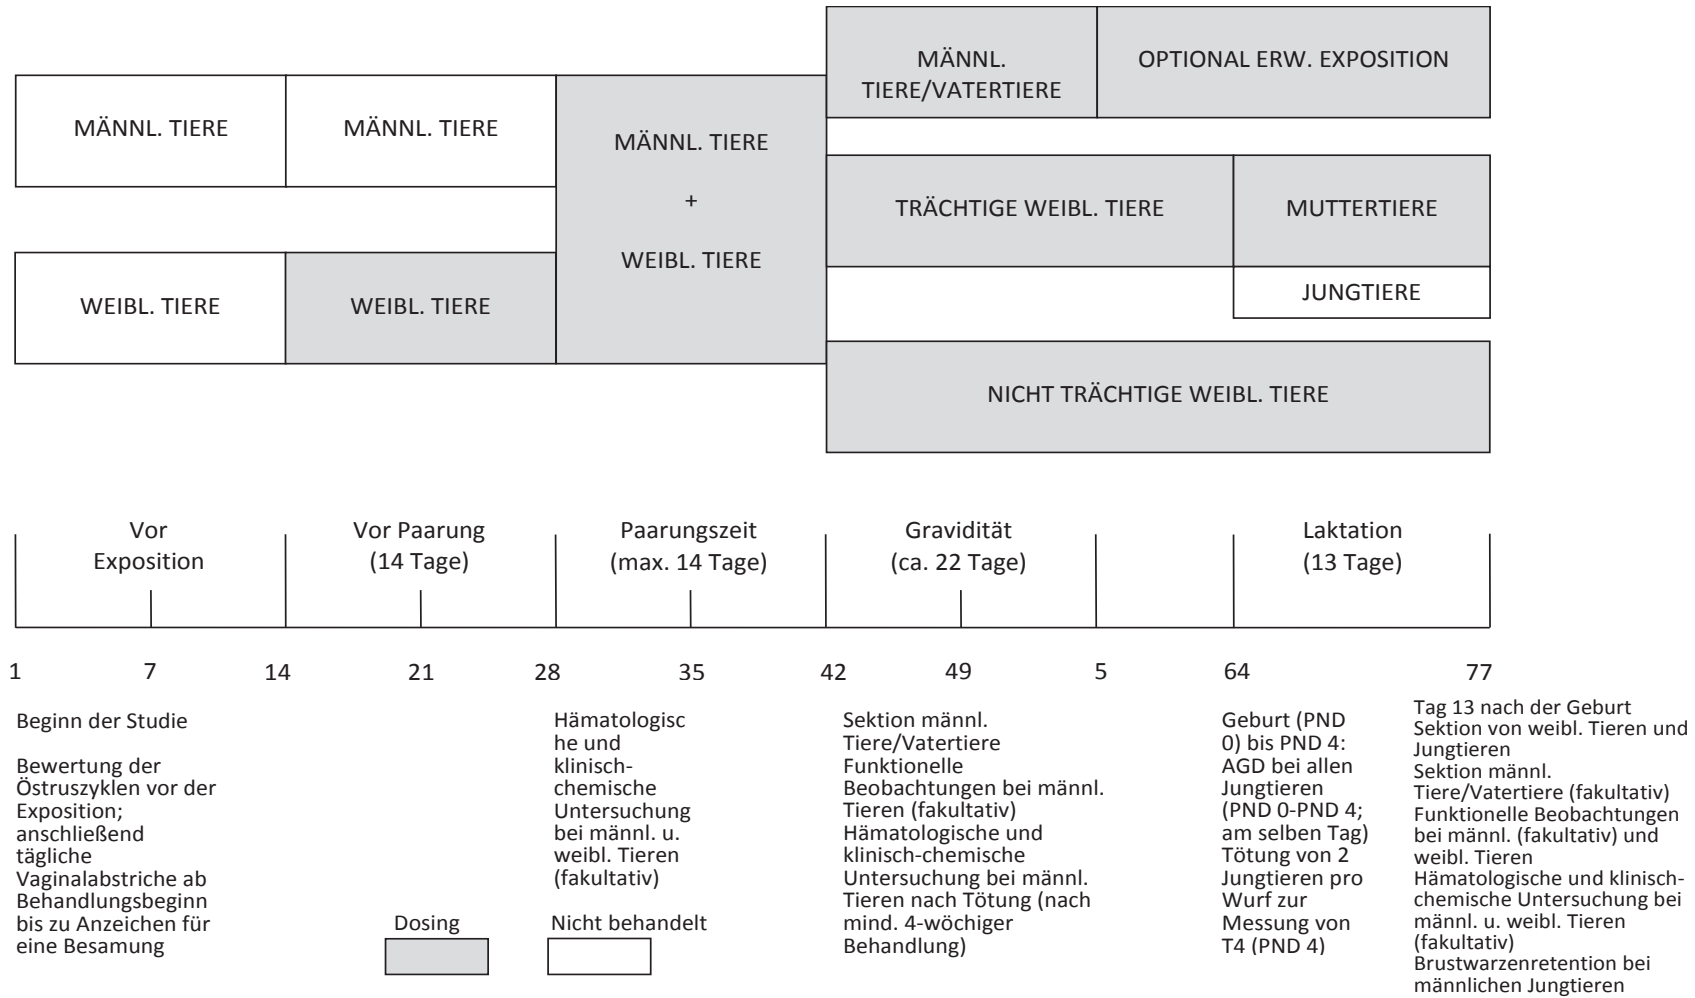 MÄNNL.
TIERE/VATERTIERE
OPTIONAL ERW. EXPOSITION
MÄNNL. TIERE
MÄNNL. TIERE
MÄNNL. TIERE
+
WEIBL. TIERE
TRÄCHTIGE WEIBL. TIERE
MUTTERTIERE
JUNGTIERE
WEIBL. TIERE
WEIBL. TIERE
NICHT TRÄCHTIGE WEIBL. TIERE
Vor
Exposition
Vor Paarung
(14 Tage)
Paarungszeit
(max. 14 Tage)
Gravidität
(ca. 22 Tage)
Laktation
(13 Tage)
1
7
14
21
28
35
42
49
5
64
77
Beginn der Studie
Bewertung der
Östruszyklen vor der
Exposition;
anschließend
tägliche
Vaginalabstriche ab
Behandlungsbeginn
bis zu Anzeichen für
eine Besamung
Hämatologisc
he und
klinisch-
chemische
Untersuchung
bei männl. u.
weibl. Tieren
(fakultativ)
Sektion männl.
Tiere/Vatertiere
Funktionelle
Beobachtungen bei männl.
Tieren (fakultativ)
Hämatologische und
klinisch-chemische
Untersuchung bei männl.
Tieren nach Tötung (nach
mind. 4-wöchiger
Behandlung)
Geburt (PND
0) bis PND 4:
AGD bei allen
Jungtieren
(PND 0-PND 4;
am selben Tag)
Tötung von 2
Jungtieren pro
Wurf zur
Messung von
T4 (PND 4)
Tag 13 nach der Geburt
Sektion von weibl. Tieren und
Jungtieren
Sektion männl.
Tiere/Vatertiere (fakultativ)
Funktionelle Beobachtungen
bei männl. (fakultativ) und
weibl. Tieren
Hämatologische und klinisch-
chemische Untersuchung bei
männl. u. weibl. Tieren
(fakultativ)
Brustwarzenretention bei
männlichen Jungtieren
Dosing
Nicht behandelt